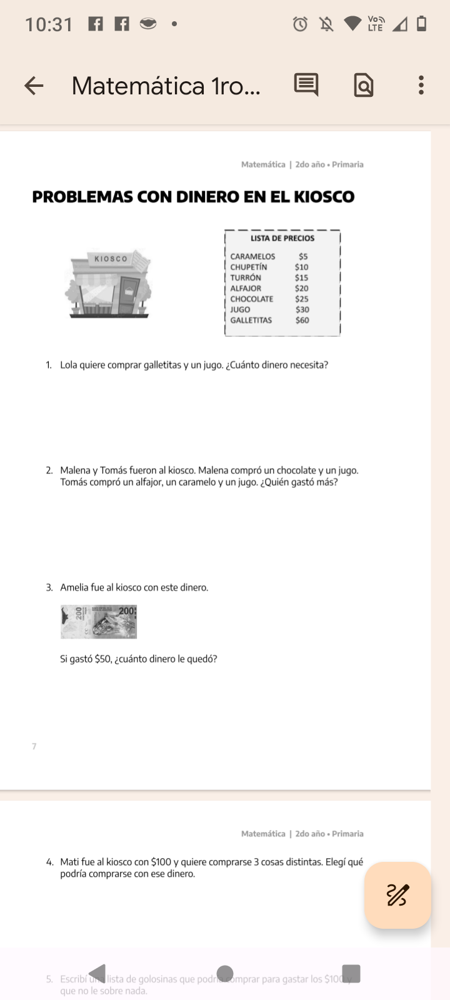 10:31
Vo LTE
Matemática 1ro...
Matemática | 2do año • Primaria
PROBLEMAS CON DINERO EN EL KIOSCO
KIOSCO
LISTA DE PRECIOS
CARAMELOS $5
CHUPETÍN $10
TURRÓN $15
ALFAJOR $20
CHOCOLATE $25
JUGO $30
GALLETITAS $60
1. Lola quiere comprar galletitas y un jugo. ¿Cuánto dinero necesita?
2. Malena y Tomás fueron al kiosco. Malena compró un chocolate y un jugo.
Tomás compró un alfajor, un caramelo y un jugo. ¿Quién gastó más?
3. Amelia fue al kiosco con este dinero.
200
200
Si gastó $50, ¿cuánto dinero le quedó?
7
Matemática | 2do año • Primaria
4. Mati fue al kiosco con $100 y quiere comprarse 3 cosas distintas. Elegí qué
podría comprarse con ese dinero.
5. Escribí una lista de golosinas que podría comprar para gastar los $100 y
que no le sobre nada.